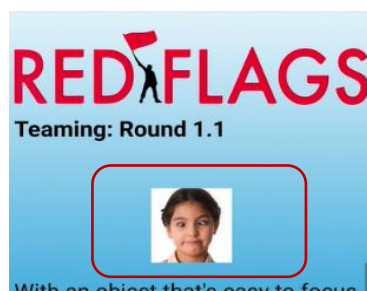 RED FLAGS
Teaming: Round 1.1
With an object that's easy to focus